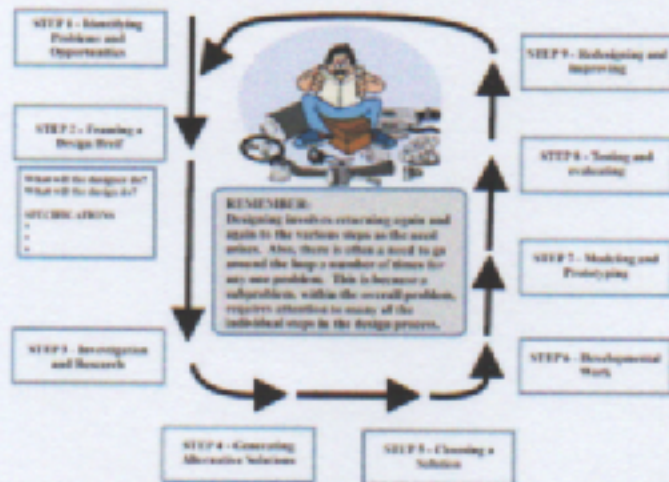 STEP 1 - Identifying
Problems and
Opportunities
STEP 2 - Framing a
Design Breif
What will the designer do?
What will the design do?
SPECIFICATIONS
STEP 3 - Investigation
and Research
STEP 4 - Generating
Alternative Solutions
STEP 5 - Choosing a
Solution
STEP 6 - Developmental
Work
STEP 7 - Modeling and
Prototyping
STEP 8 - Testing and
evaluating
STEP 9 - Redesigning and
improving
REMEMBER:
Designing involves returning again and
again to the various steps as the need
arises. Also, there is often a need to go
around the loop a number of times for
any one problem. This is because a
subproblem, within the overall problem,
requires attention to many of the
individual steps in the design process.